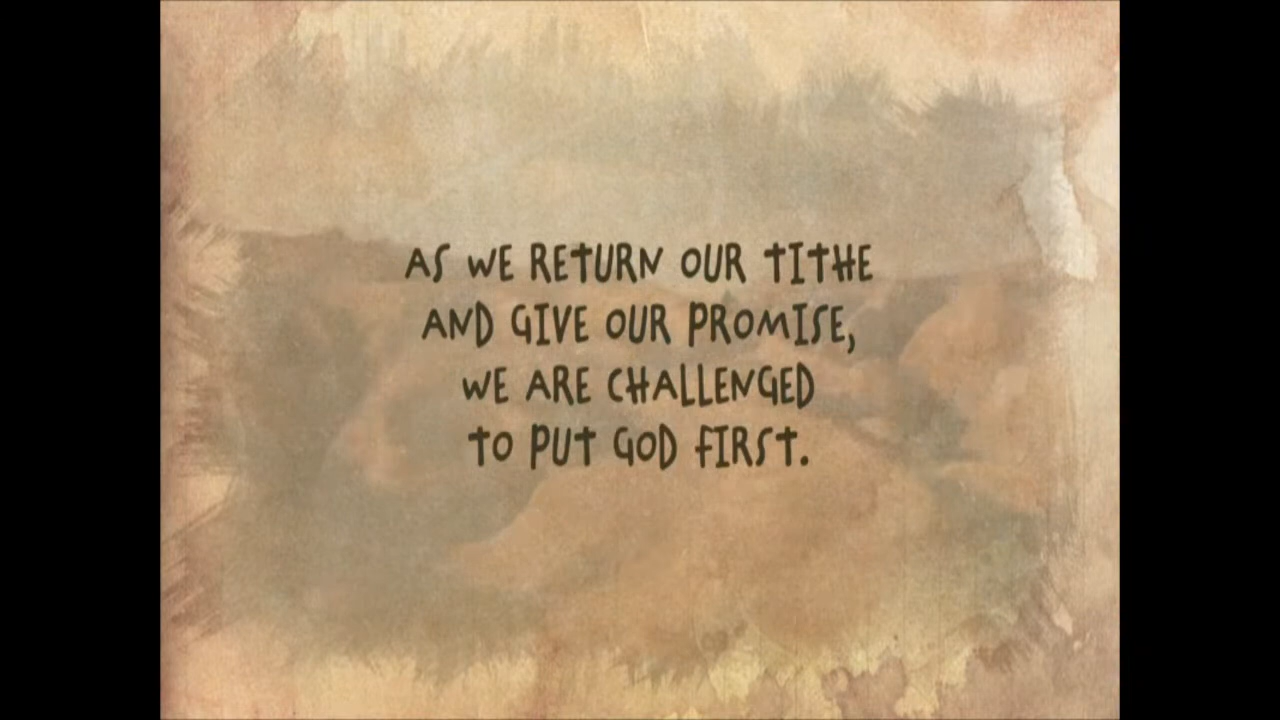 AS WE RETURN OUR TITHE
AND GIVE OUR PROMISE,
WE ARE CHALLENGED
TO PUT GOD FIRST.